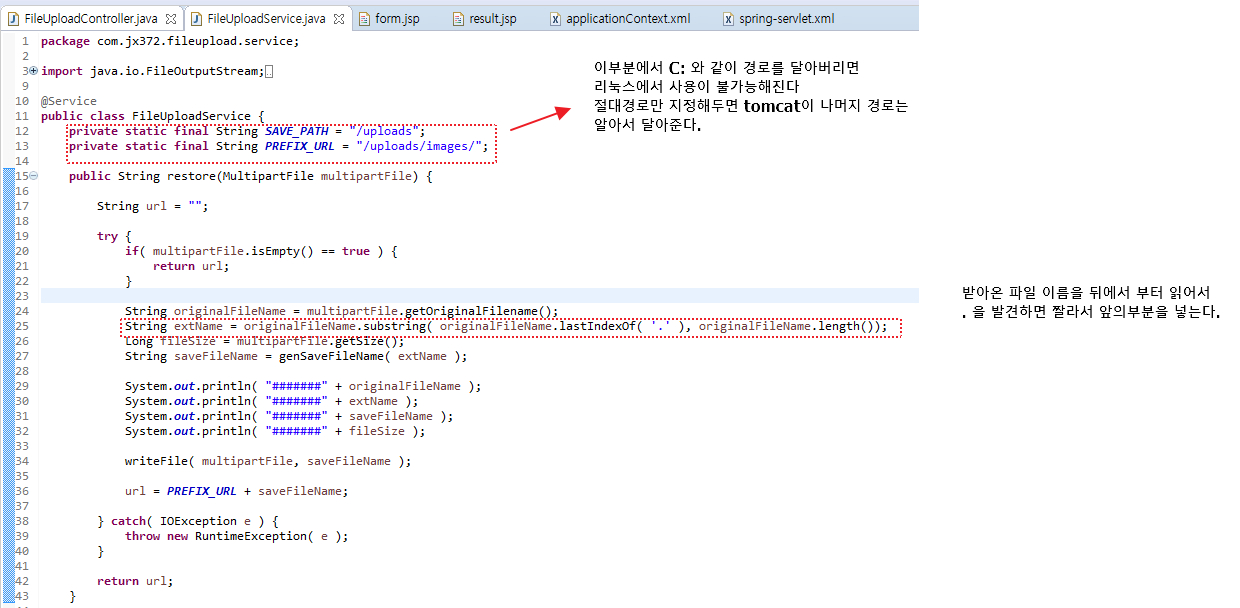 FileUploadController.java FileUploadService.java form.jsp result.jsp applicationContext.xml spring-servlet.xml
1 package com.jx372.fileupload.service;
2
3 import java.io.FileOutputStream;
9
10 @Service
11 public class FileUploadService {
12 private static final String SAVE_PATH = "/uploads";
13 private static final String PREFIX_URL = "/uploads/images/";
14
이부분에서 C: 와 같이 경로를 달아버리면
리눅스에서 사용이 불가능해진다
절대경로만 지정해두면 tomcat이 나머지 경로는
알아서 달아준다.
15 public String restore(MultipartFile multipartFile) {
16
17 String url = "";
18
19 try {
20 if( multipartFile.isEmpty() == true ) {
21 return url;
22 }
23
24 String originalFileName = multipartFile.getOriginalFilename();
25 String extName = originalFileName.substring( originalFileName.lastIndexOf( '.' ), originalFileName.length());
받아온 파일 이름을 뒤에서 부터 읽어서
. 을 발견하면 짤라서 앞의부분을 넣는다.
26 Long fileSize = multipartFile.getSize();
27 String saveFileName = genSaveFileName( extName );
28
29 System.out.println( "#######" + originalFileName );
30 System.out.println( "#######" + extName );
31 System.out.println( "#######" + saveFileName );
32 System.out.println( "#######" + fileSize );
33
34 writeFile( multipartFile, saveFileName );
35
36 url = PREFIX_URL + saveFileName;
37
38 } catch( IOException e ) {
39 throw new RuntimeException( e );
40 }
41
42 return url;
43 }